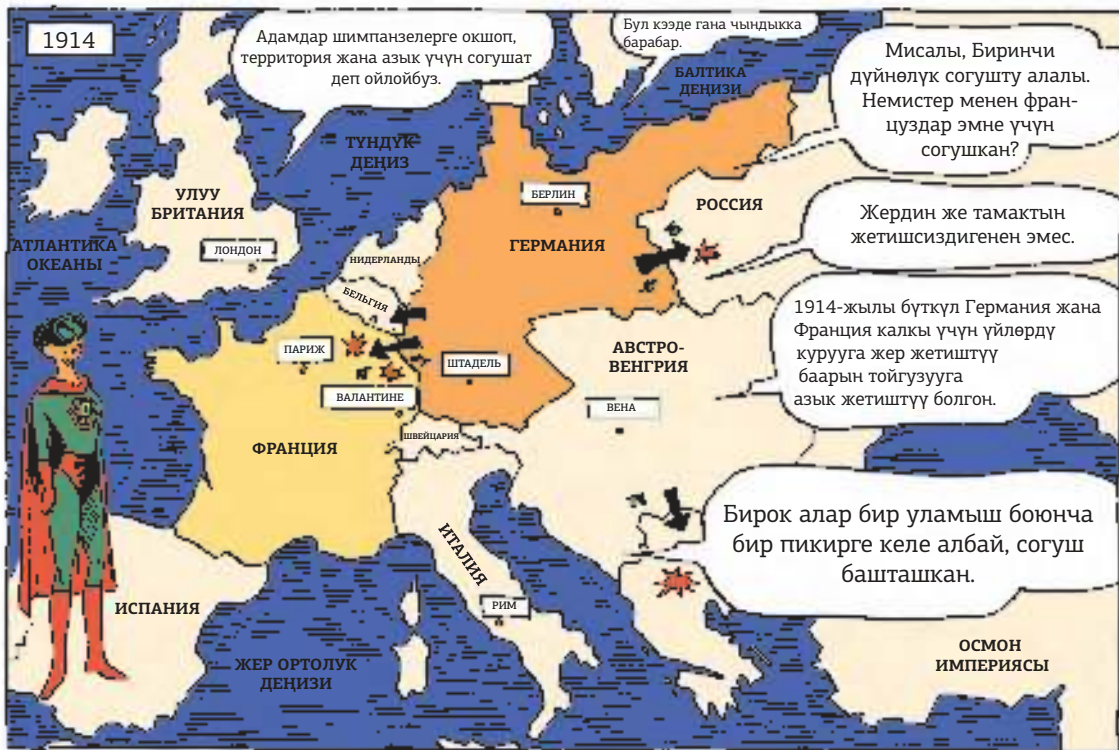 1914
Адамдар шимпанзелерге окшоп,
территория жана азык үчүн согушат
деп ойлойбуз.
Бул кээде гана чындыкка
барабар.
Мисалы, Биринчи
дүйнөлүк согушту алалы.
Немистер менен фран-
цуздар эмне үчүн
согушкан?
БАЛТИКА
ДЕҢИЗИ
ТҮНДҮК
ДЕҢИЗ
УЛУУ
БРИТАНИЯ
ЛОНДОН
АТЛАНТИКА
ОКЕАНЫ
БЕРЛИН
ГЕРМАНИЯ
РОССИЯ
Жердин же тамактын
жетишсиздигенен эмес.
НИДЕРЛАНДЫ
БЕЛЬГИЯ
ПАРИЖ
ШТАДЕЛЬ
ВАЛАНТИНЕ
АВСТРО-
ВЕНГРИЯ
ВЕНА
1914-жылы бүткүл Германия жана
Франция калкы үчүн үйлөрдү
курууга жер жетиштүү
баарын тойгузууга
азык жетиштүү болгон.
ШВЕЙЦАРИЯ
ФРАНЦИЯ
Бирок алар бир уламыш боюнча
бир пикирге келе албай, согуш
башташкан.
ИТАЛИЯ
РИМ
ИСПАНИЯ
ЖЕР ОРТОЛУК
ДЕҢИЗИ
ОСМОН
ИМПЕРИЯСЫ